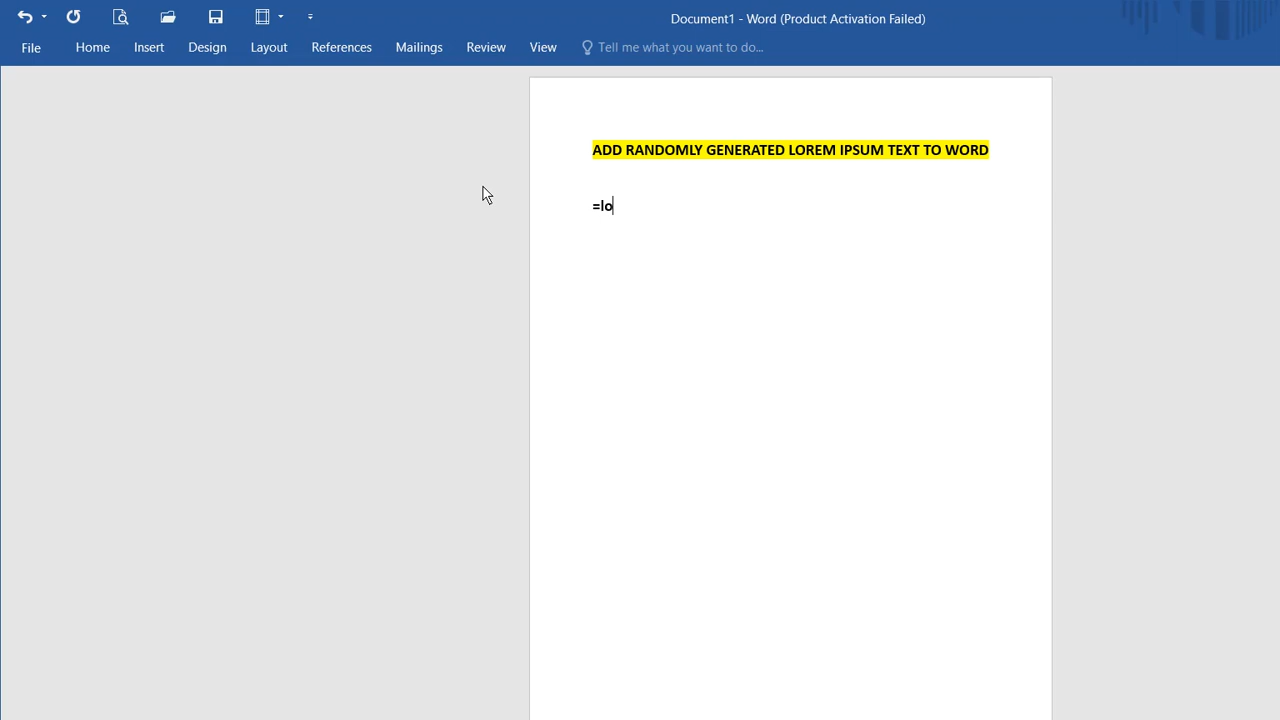 Document1 - Word (Product Activation Failed)
File Home Insert Design Layout References Mailings Review View Tell me what you want to do...
ADD RANDOMLY GENERATED LOREM IPSUM TEXT TO WORD
=lo